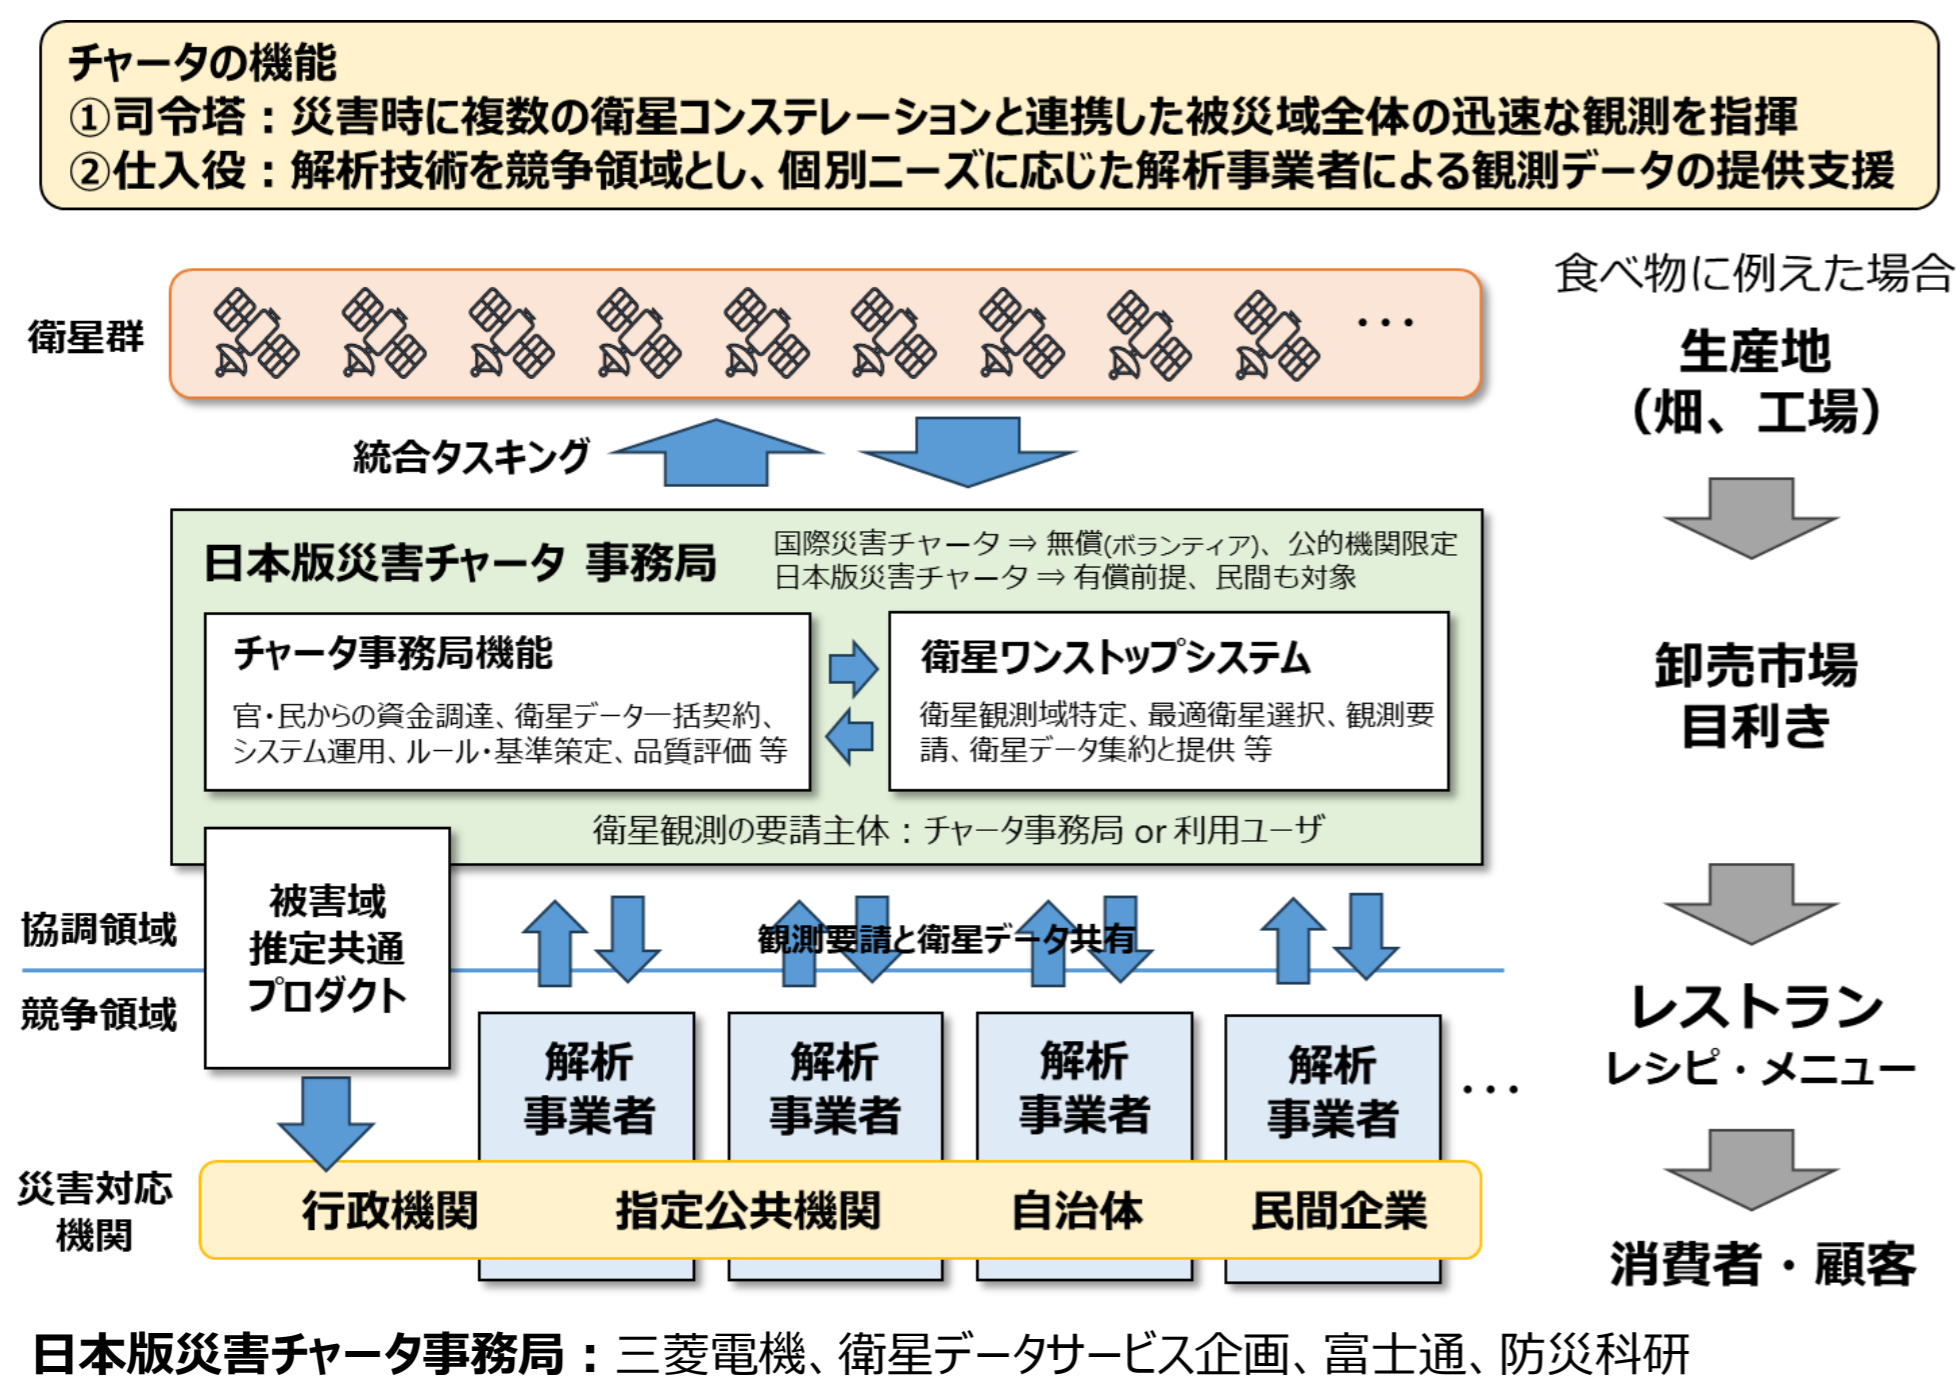 チャータの機能
①司令塔：災害時に複数の衛星コンステレーションと連携した被災域全体の迅速な観測を指揮
②仕入役：解析技術を競争領域とし、個別ニーズに応じた解析事業者による観測データの提供支援
食べ物に例えた場合
衛星群
・・・
生産地
（畑、工場）
統合タスキング
日本版災害チャータ 事務局
国際災害チャータ ⇒ 無償(ボランティア)、公的機関限定
日本版災害チャータ ⇒ 有償前提、民間も対象
チャータ事務局機能
官・民からの資金調達、衛星データ一括契約、
システム運用、ルール・基準策定、品質評価 等
衛星ワンストップシステム
衛星観測域特定、最適衛星選択、観測要
請、衛星データ集約と提供 等
卸売市場
目利き
衛星観測の要請主体：チャータ事務局 or 利用ユーザ
被害域
推定共通
プロダクト
協調領域
観測要請と衛星データ共有
競争領域
解析
事業者
解析
事業者
解析
事業者
解析
事業者
・・・
レストラン
レシピ・メニュー
災害対応
機関
行政機関
指定公共機関
自治体
民間企業
消費者・顧客
日本版災害チャータ事務局：三菱電機、衛星データサービス企画、富士通、防災科研